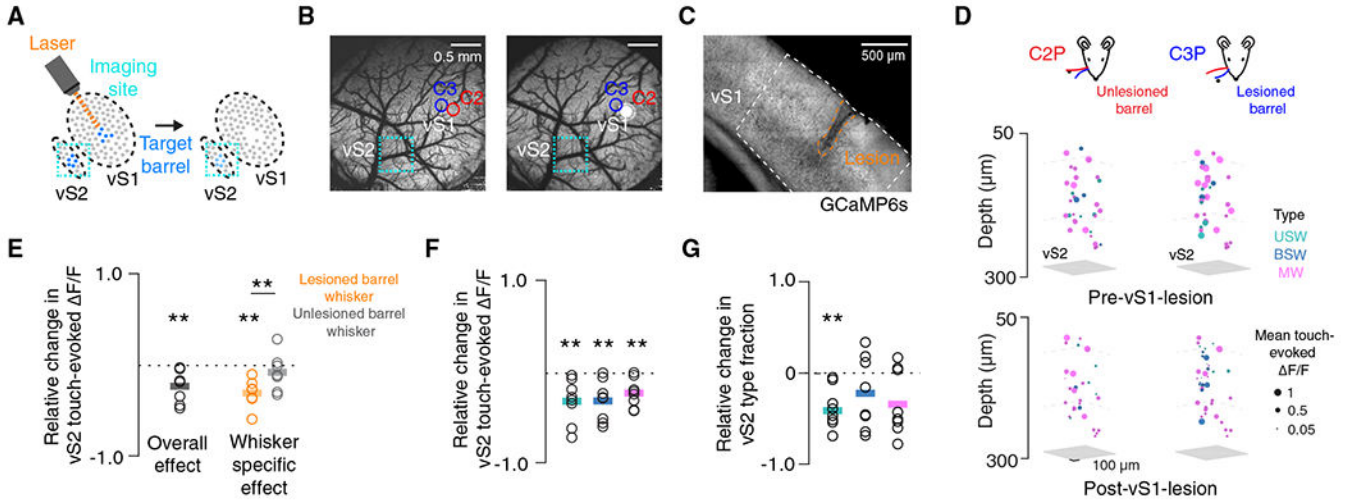 A
Laser
Imaging
site
Target
barrel
vS2
vS1
vS2
vS1
B
0.5 mm
C3
C2
vS1
vS2
C3
C2
vS1
vS2
C
500 µm
vS1
Lesion
GCaMP6s
D
C2P
Unlesioned
barrel
C3P
Lesioned
barrel
50
Depth (µm)
300
vS2
vS2
Pre-vS1-lesion
Type
USW
BSW
MW
50
Depth (µm)
300
100 µm
Post-vS1-lesion
Mean touch-
evoked
ΔF/F
1
0.5
0.05
E
Relative change in
vS2 touch-evoked ΔF/F
1.0
0
-1.0
**
**
**
Lesioned barrel
whisker
Unlesioned barrel
whisker
Overall
effect
Whisker
specific
effect
F
Relative change in
vS2 touch-evoked ΔF/F
1.0
0
-1.0
** ** **
G
Relative change in
vS2 type fraction
1.0
0
-1.0
**